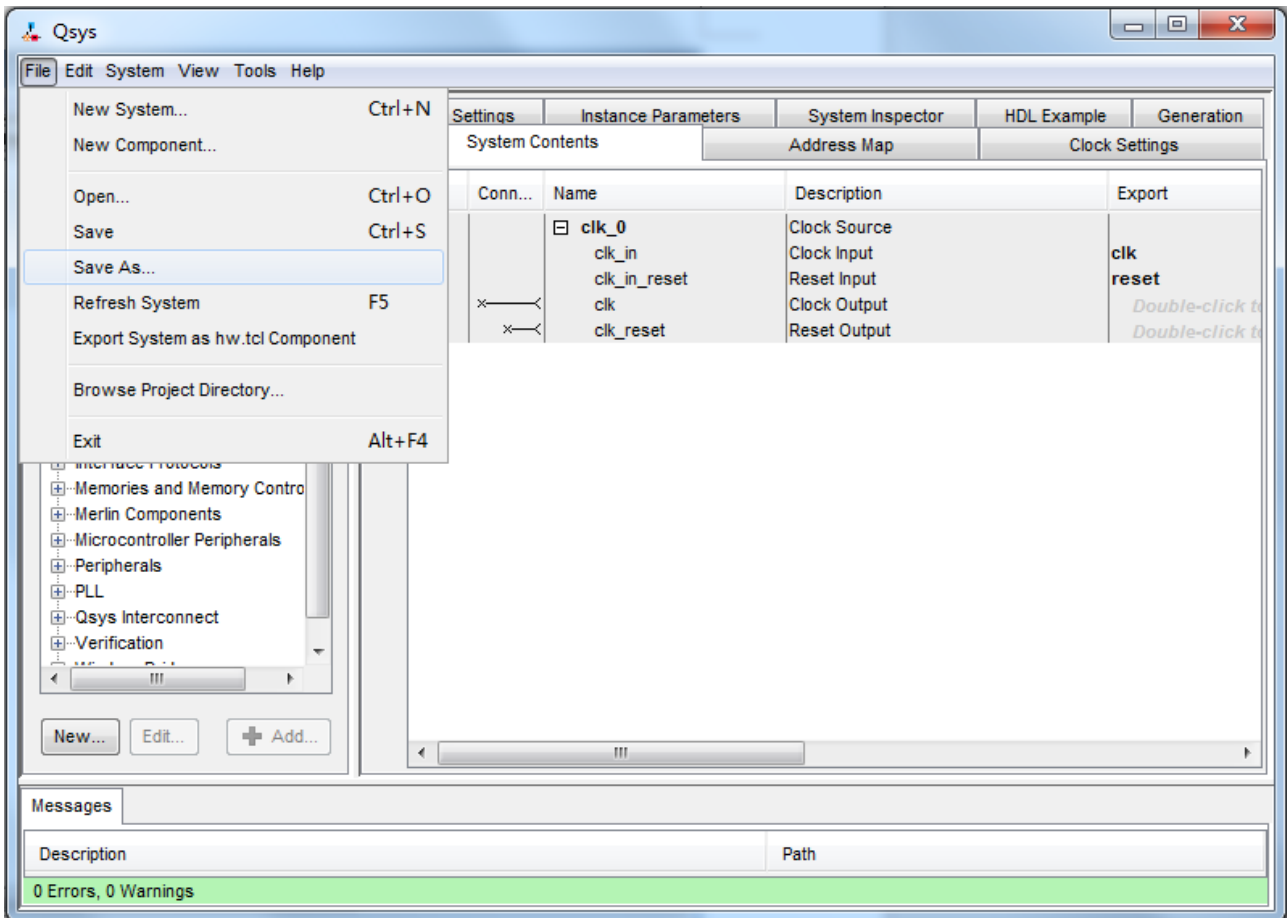 Qsys
File Edit System View Tools Help
New System... Ctrl+N
New Component...
Open... Ctrl+O
Save Ctrl+S
Save As...
Refresh System F5
Export System as hw.tcl Component
Browse Project Directory...
Exit Alt+F4
Settings Instance Parameters System Inspector HDL Example Generation
System Contents Address Map Clock Settings
Conn... Name Description Export
clk_0 Clock Source
clk_in Clock Input clk
clk_in_reset Reset Input reset
clk Clock Output Double-click to
clk_reset Reset Output Double-click to
Interface Protocols
Memories and Memory Contro
Merlin Components
Microcontroller Peripherals
Peripherals
PLL
Qsys Interconnect
Verification
New... Edit... Add...
Messages
Description Path
0 Errors, 0 Warnings